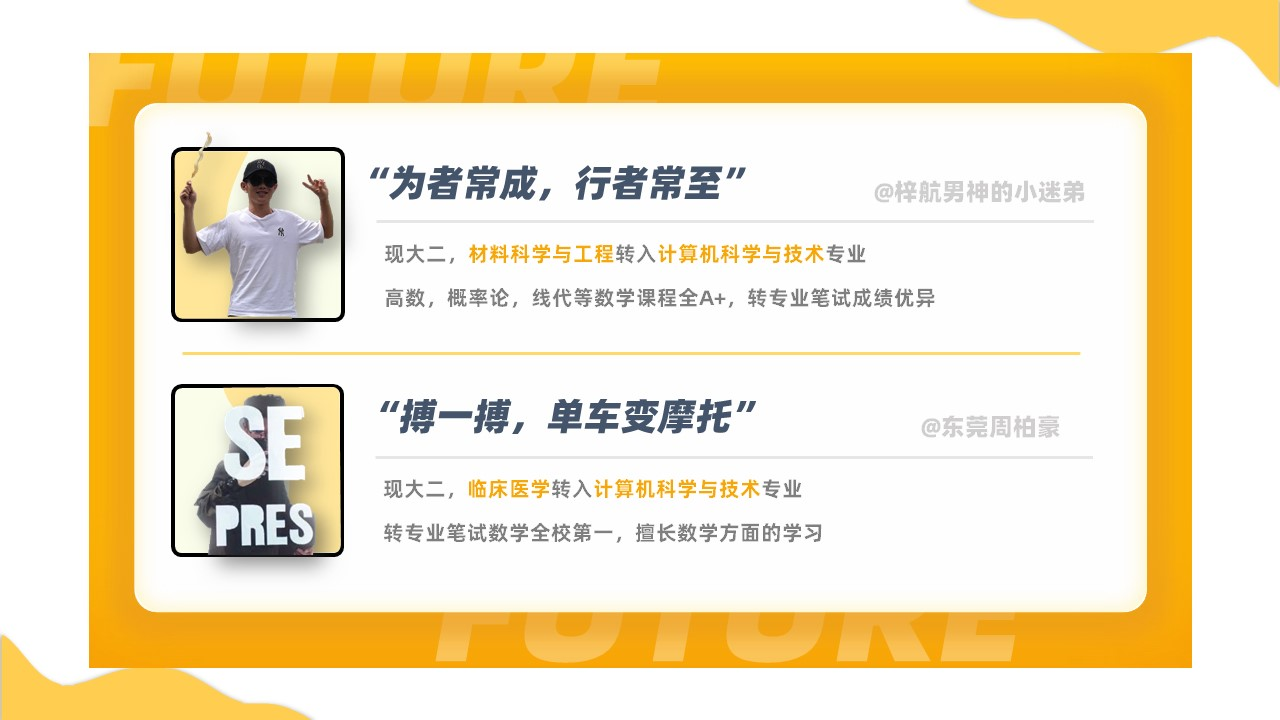 FUTURE
“为者常成，行者常至”
@梓航男神的小迷弟
现大二，材料科学与工程转入计算机科学与技术专业
高数，概率论，线代等数学课程全A+，转专业笔试成绩优异
SE
PRES
“搏一搏，单车变摩托”
@东莞周柏豪
现大二，临床医学转入计算机科学与技术专业
转专业笔试数学全校第一，擅长数学方面的学习
FUTURE